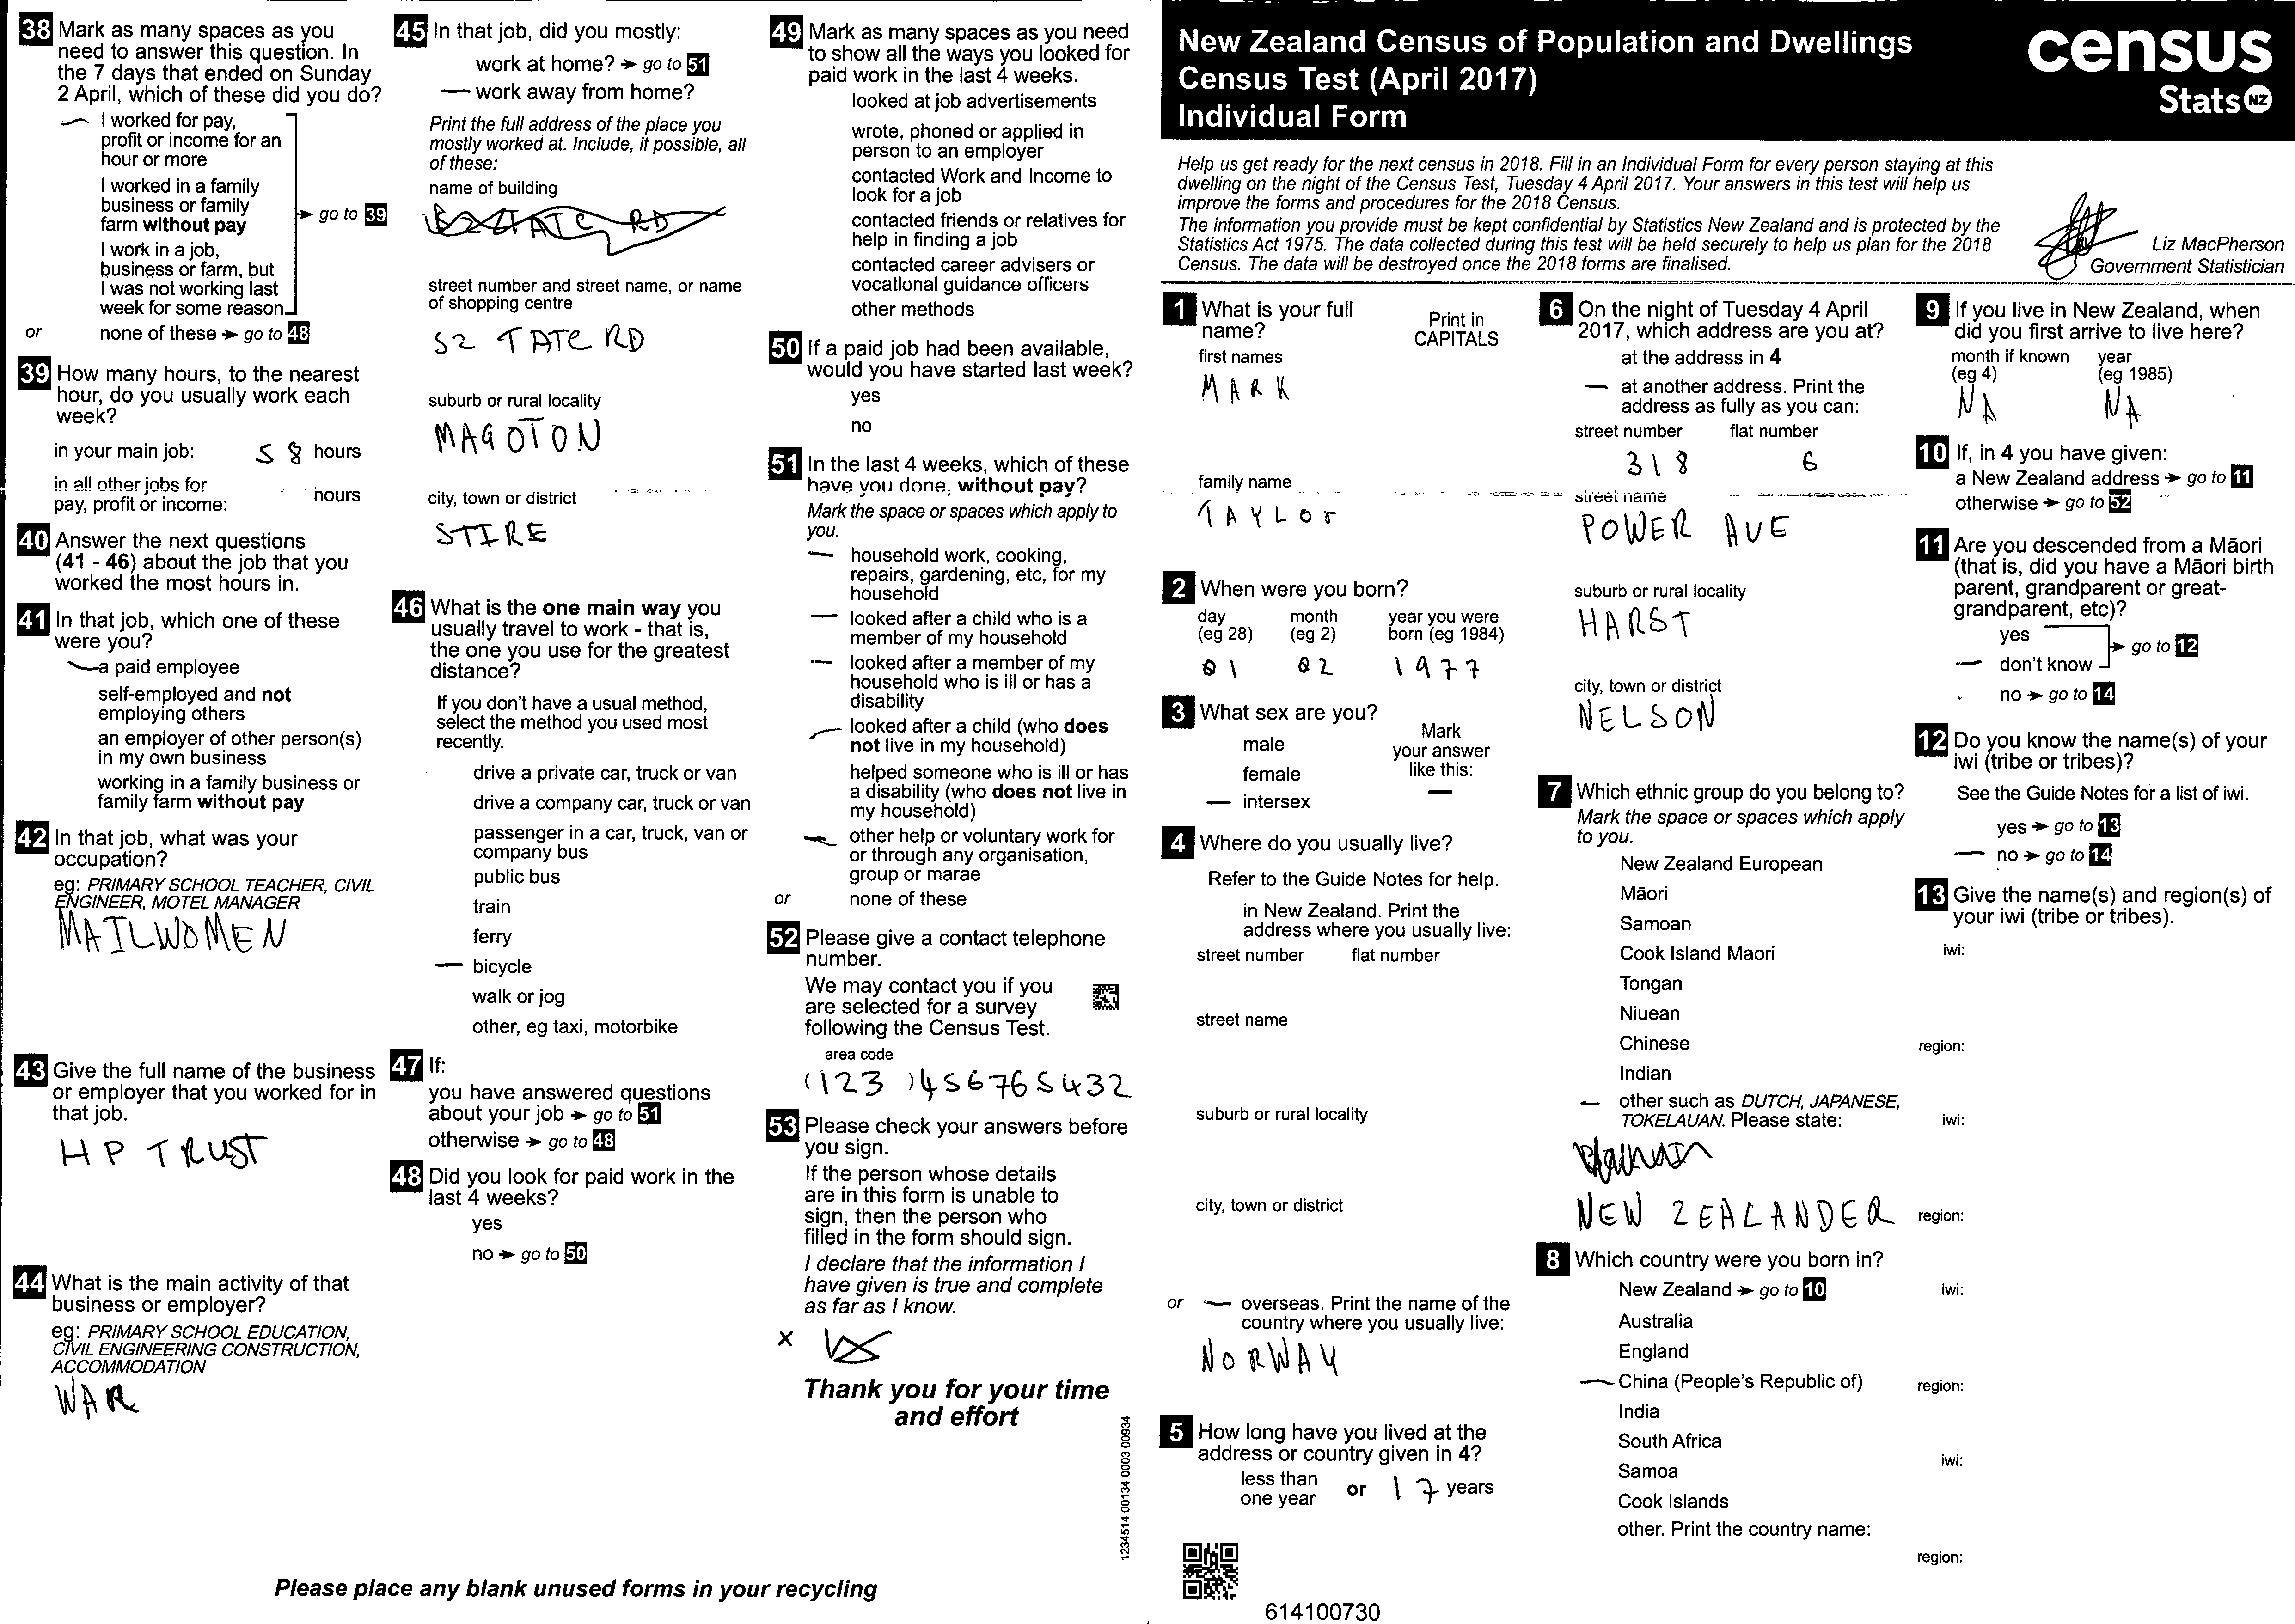 38 Mark as many spaces as you
need to answer this question. In
the 7 days that ended on Sunday
2 April, which of these did you do?
I worked for pay,
profit or income for an
hour or more
I worked in a family
business or family
farm without pay
I work in a job,
business or farm, but
I was not working last
week for some reason
go to 39
or none of these ➔ go to 48
39 How many hours, to the nearest
hour, do you usually work each
week?
in your main job: 58 hours
in all other jobs for
pay, profit or income: hours
40 Answer the next questions
(41 - 46) about the job that you
worked the most hours in.
41 In that job, which one of these
were you?
a paid employee
self-employed and not
employing others
an employer of other person(s)
in my own business
working in a family business or
family farm without pay
42 In that job, what was your
occupation?
eg: PRIMARY SCHOOL TEACHER, CIVIL
ENGINEER, MOTEL MANAGER
MAILWOMEN
43 Give the full name of the business
or employer that you worked for in
that job.
HP TRUST
44 What is the main activity of that
business or employer?
eg: PRIMARY SCHOOL EDUCATION,
CIVIL ENGINEERING CONSTRUCTION,
ACCOMMODATION
WAR
45 In that job, did you mostly:
work at home? ➔ go to 51
work away from home?
Print the full address of the place you
mostly worked at. Include, if possible, all
of these:
name of building
RD
street number and street name, or name
of shopping centre
52 TATE RD
suburb or rural locality
MAGOTON
city, town or district
STIRE
46 What is the one main way you
usually travel to work - that is,
the one you use for the greatest
distance?
If you don't have a usual method,
select the method you used most
recently.
drive a private car, truck or van
drive a company car, truck or van
passenger in a car, truck, van or
company bus
public bus
train
ferry
bicycle
walk or jog
other, eg taxi, motorbike
47 If:
you have answered questions
about your job ➔ go to 51
otherwise ➔ go to 48
48 Did you look for paid work in the
last 4 weeks?
yes
no ➔ go to 50
49 Mark as many spaces as you need
to show all the ways you looked for
paid work in the last 4 weeks.
looked at job advertisements
wrote, phoned or applied in
person to an employer
contacted Work and Income to
look for a job
contacted friends or relatives for
help in finding a job
contacted career advisers or
vocational guidance officers
other methods
50 If a paid job had been available,
would you have started last week?
yes
no
51 In the last 4 weeks, which of these
have you done, without pay?
Mark the space or spaces which apply to
you.
household work, cooking,
repairs, gardening, etc, for my
household
looked after a child who is a
member of my household
looked after a member of my
household who is ill or has a
disability
looked after a child (who does
not live in my household)
helped someone who is ill or has
a disability (who does not live in
my household)
other help or voluntary work for
or through any organisation,
group or marae
or none of these
52 Please give a contact telephone
number.
We may contact you if you
are selected for a survey
following the Census Test.
area code
(123 )456765432
53 Please check your answers before
you sign.
If the person whose details
are in this form is unable to
sign, then the person who
filled in the form should sign.
I declare that the information I
have given is true and complete
as far as I know.
X
Thank you for your time
and effort
1234514 00134 0003 00934
Please place any blank unused forms in your recycling
New Zealand Census of Population and Dwellings
Census Test (April 2017)
Individual Form
census
Stats NZ
Help us get ready for the next census in 2018. Fill in an Individual Form for every person staying at this
dwelling on the night of the Census Test, Tuesday 4 April 2017. Your answers in this test will help us
improve the forms and procedures for the 2018 Census.
The information you provide must be kept confidential by Statistics New Zealand and is protected by the
Statistics Act 1975. The data collected during this test will be held securely to help us plan for the 2018
Census. The data will be destroyed once the 2018 forms are finalised.
Liz MacPherson
Government Statistician
1 What is your full
name?
Print in
CAPITALS
first names
MARK
family name
TAYLOR
2 When were you born?
day month year you were
(eg 28) (eg 2) born (eg 1984)
01 02 1977
3 What sex are you?
male
female
intersex
Mark
your answer
like this:
4 Where do you usually live?
Refer to the Guide Notes for help.
in New Zealand. Print the
address where you usually live:
street number flat number
street name
suburb or rural locality
city, town or district
or overseas. Print the name of the
country where you usually live:
NORWAY
5 How long have you lived at the
address or country given in 4?
less than
one year or 17 years
614100730
6 On the night of Tuesday 4 April
2017, which address are you at?
at the address in 4
at another address. Print the
address as fully as you can:
street number flat number
318 6
street name
POWER AVE
suburb or rural locality
HARST
city, town or district
NELSON
7 Which ethnic group do you belong to?
Mark the space or spaces which apply
to you.
New Zealand European
Māori
Samoan
Cook Island Maori
Tongan
Niuean
Chinese
Indian
other such as DUTCH, JAPANESE,
TOKELAUAN. Please state:
NEW ZEALANDER
8 Which country were you born in?
New Zealand ➔ go to 10
Australia
England
China (People's Republic of)
India
South Africa
Samoa
Cook Islands
other. Print the country name:
9 If you live in New Zealand, when
did you first arrive to live here?
month if known year
(eg 4) (eg 1985)
NA NA
10 If, in 4 you have given:
a New Zealand address ➔ go to 11
otherwise ➔ go to 52
11 Are you descended from a Māori
(that is, did you have a Māori birth
parent, grandparent or great-
grandparent, etc)?
yes
don't know
go to 12
no ➔ go to 14
12 Do you know the name(s) of your
iwi (tribe or tribes)?
See the Guide Notes for a list of iwi.
yes ➔ go to 13
no ➔ go to 14
13 Give the name(s) and region(s) of
your iwi (tribe or tribes).
iwi:
region:
iwi:
region:
iwi:
region:
iwi:
region: